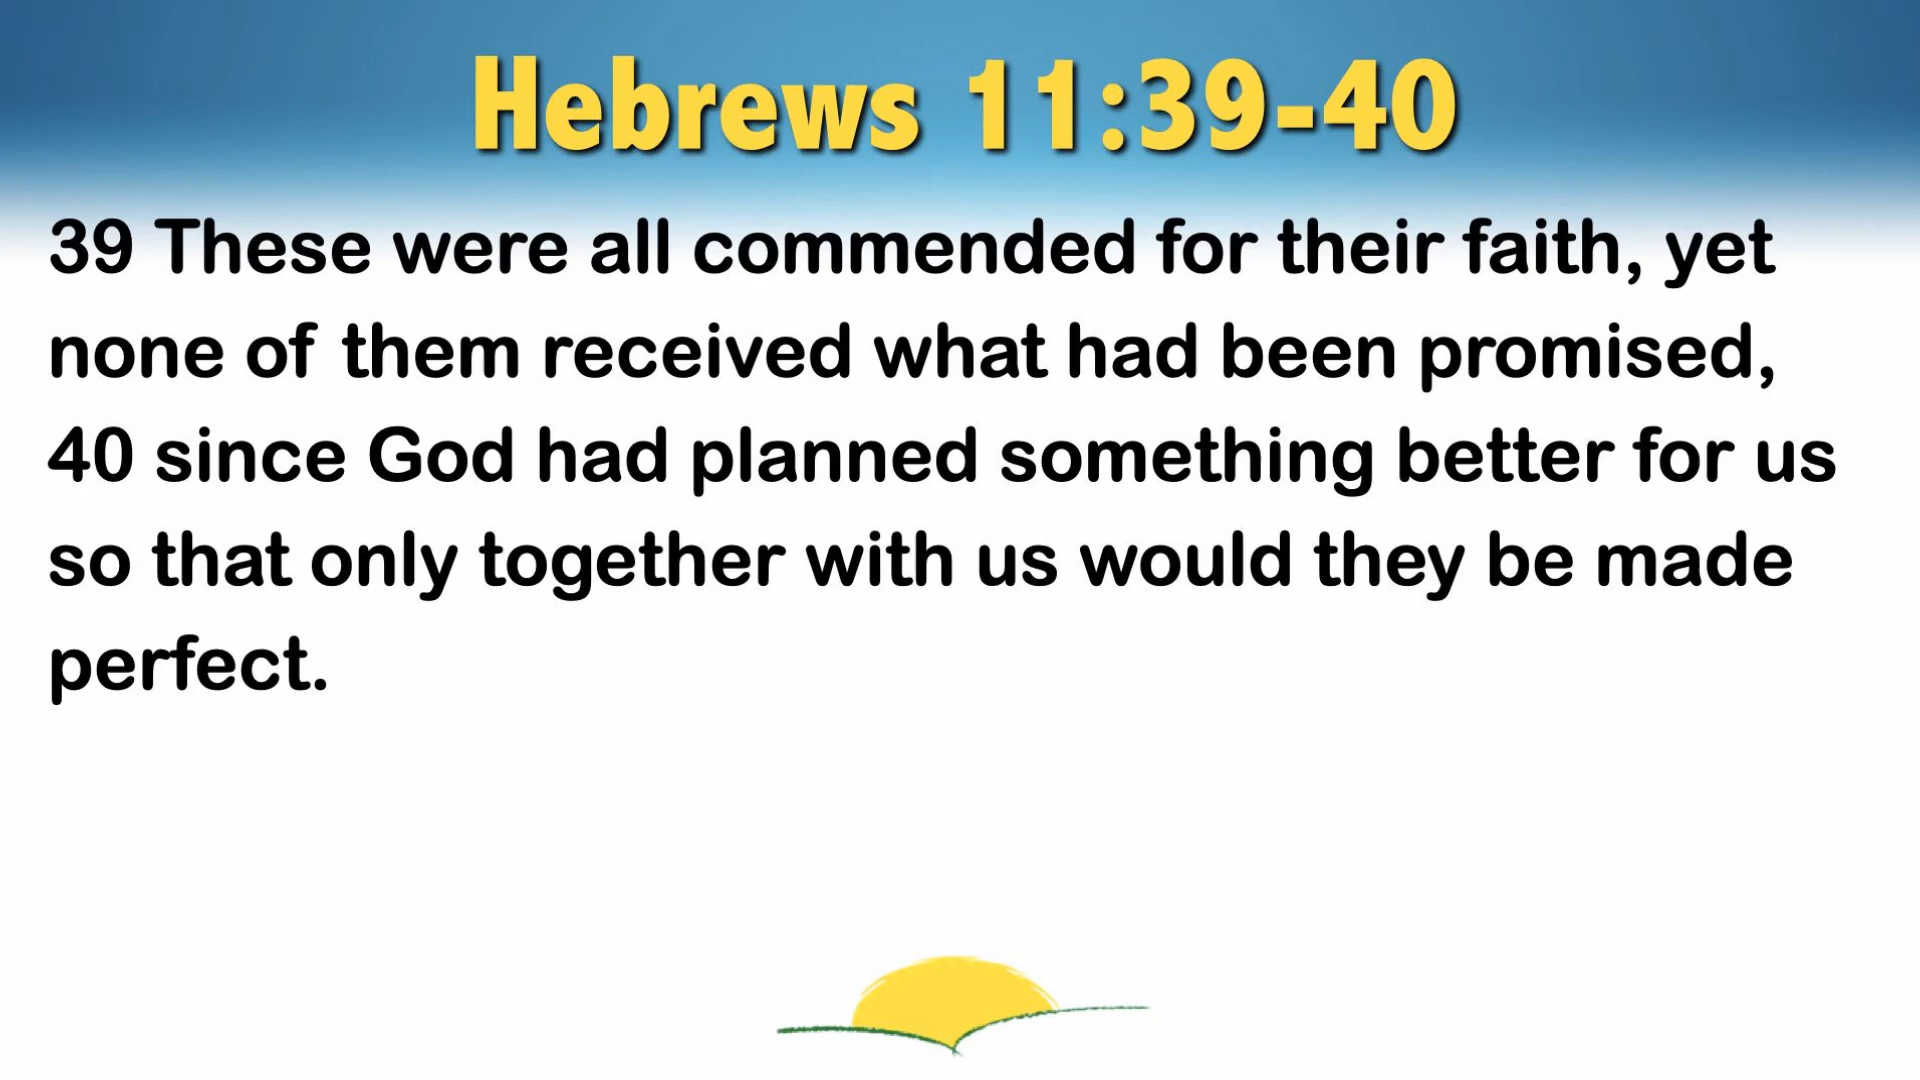 Hebrews 11:39-40
39 These were all commended for their faith, yet
none of them received what had been promised,
40 since God had planned something better for us
so that only together with us would they be made
perfect.